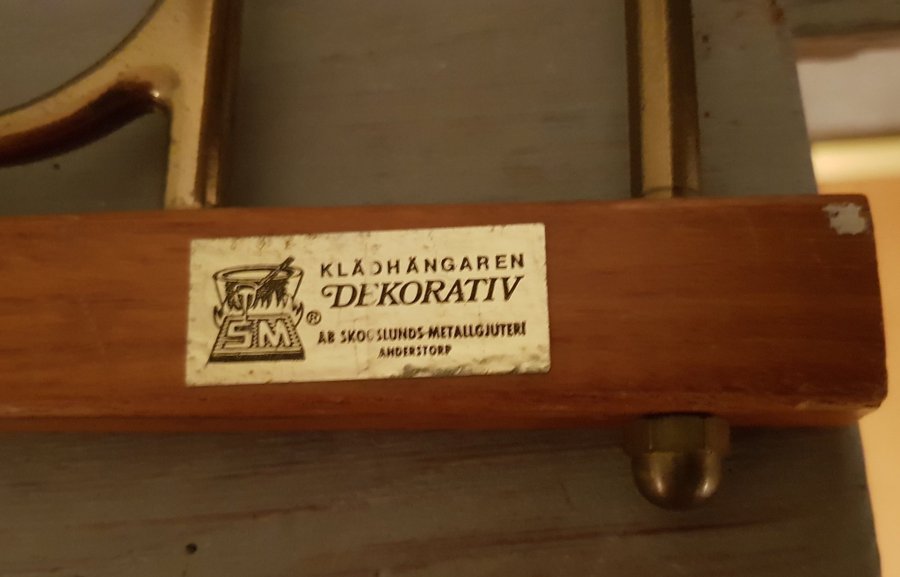 KLÄDHÄNGAREN
DEKORATIV
SM ®
AB SKOGSLUNDS METALLGJUTERI
ANDERSTORP